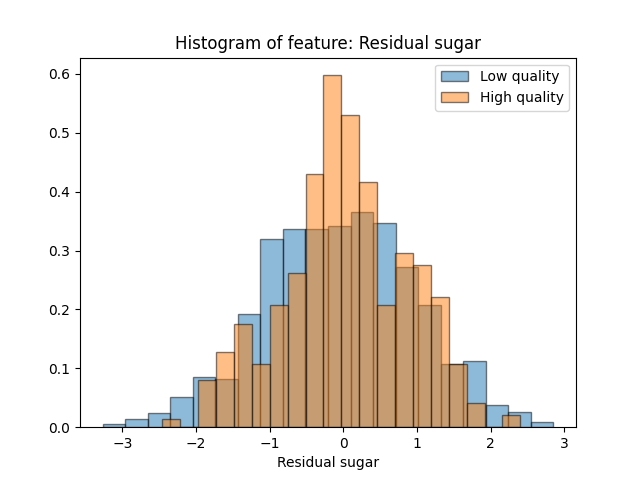 Histogram of feature: Residual sugar
Low quality
High quality
0.6
0.5
0.4
0.3
0.2
0.1
0.0
−3 −2 −1 0 1 2 3
Residual sugar